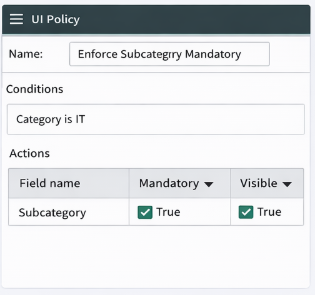 UI Policy
Name: Enforce Subcategrry Mandatory
Conditions
Category is IT
Actions
Field name Mandatory Visible
Subcategory True True